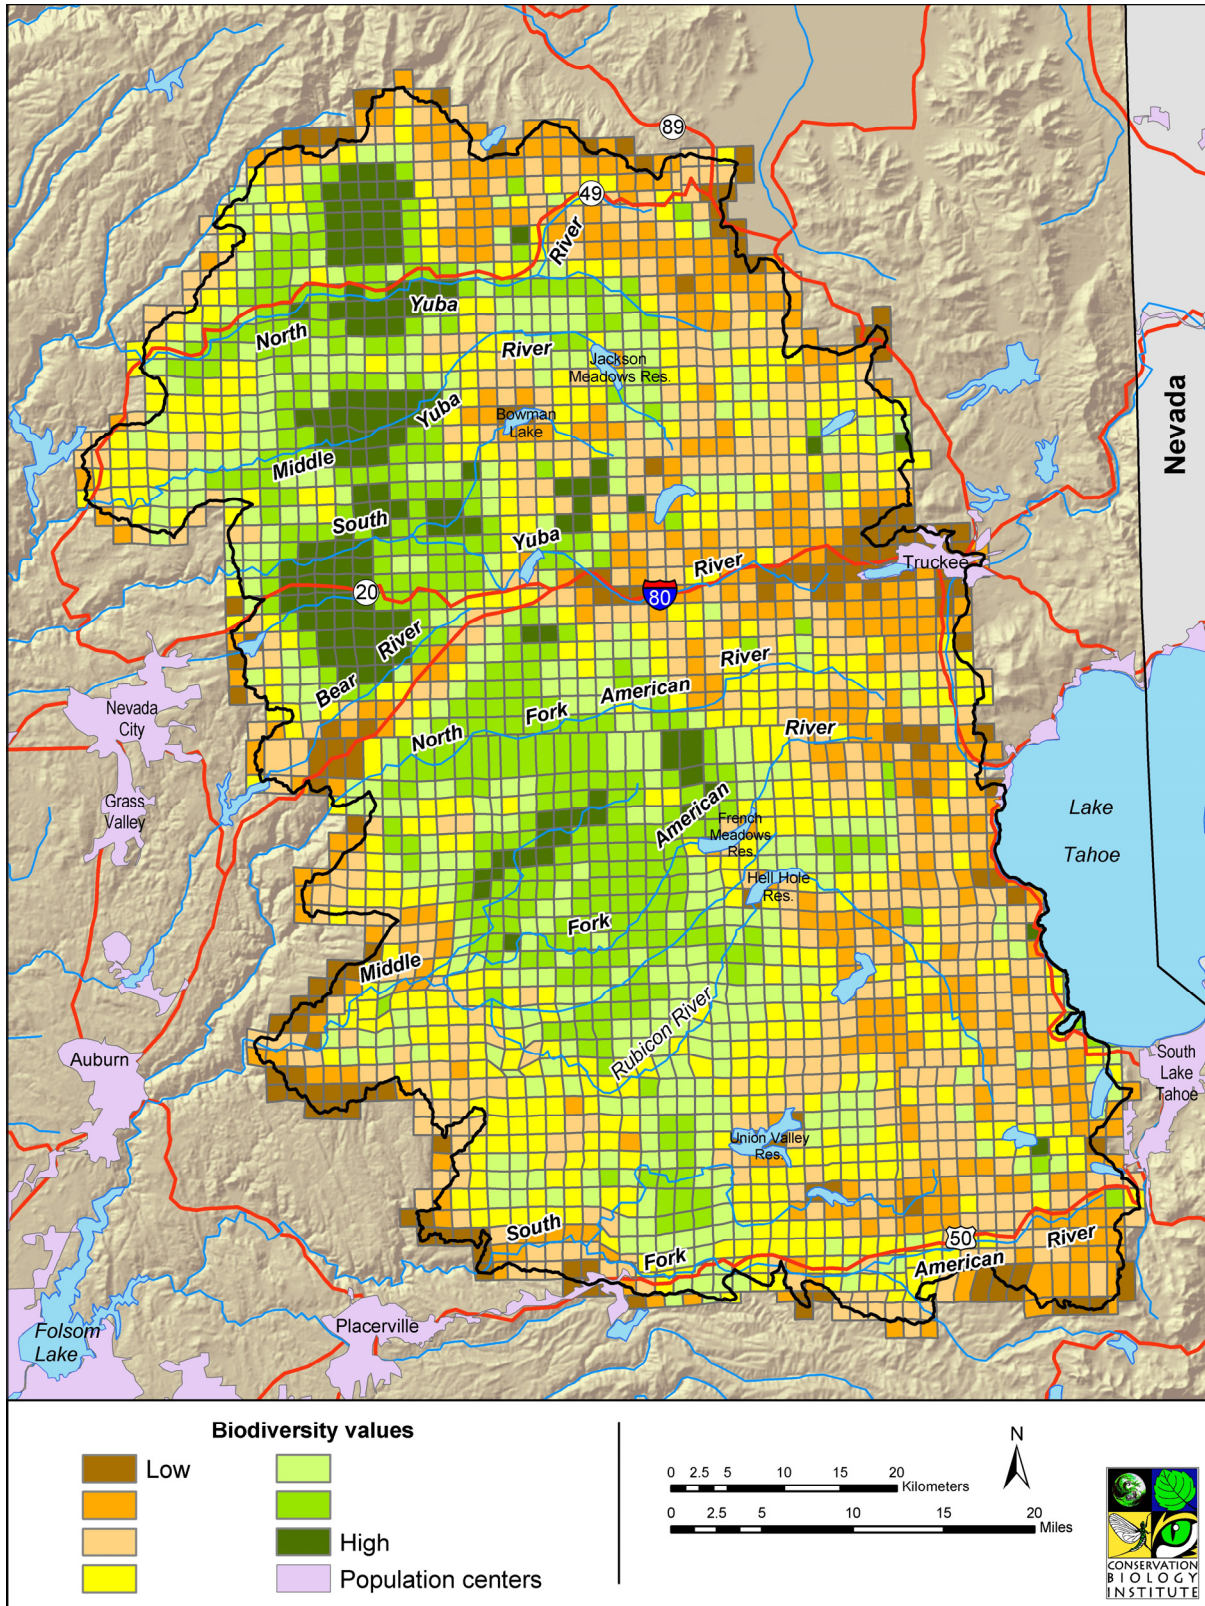 89
49
River
Yuba
North
River
Jackson
Meadows Res.
Yuba
Bowman
Lake
Nevada
Middle
South
Yuba
River
Truckee
20
80
River
Bear
River
American
Fork
North
River
Nevada
City
Grass
Valley
American
French
Meadows
Res.
Hell Hole
Res.
Lake
Tahoe
Fork
Middle
Rubicon River
Auburn
South
Lake
Tahoe
Union Valley
Res.
South
Fork
50
American
River
Placerville
Folsom
Lake
Biodiversity values
Low
High
Population centers
N
0 2.5 5 10 15 20
Kilometers
0 2.5 5 10 15 20
Miles
CONSERVATION
BIOLOGY
INSTITUTE